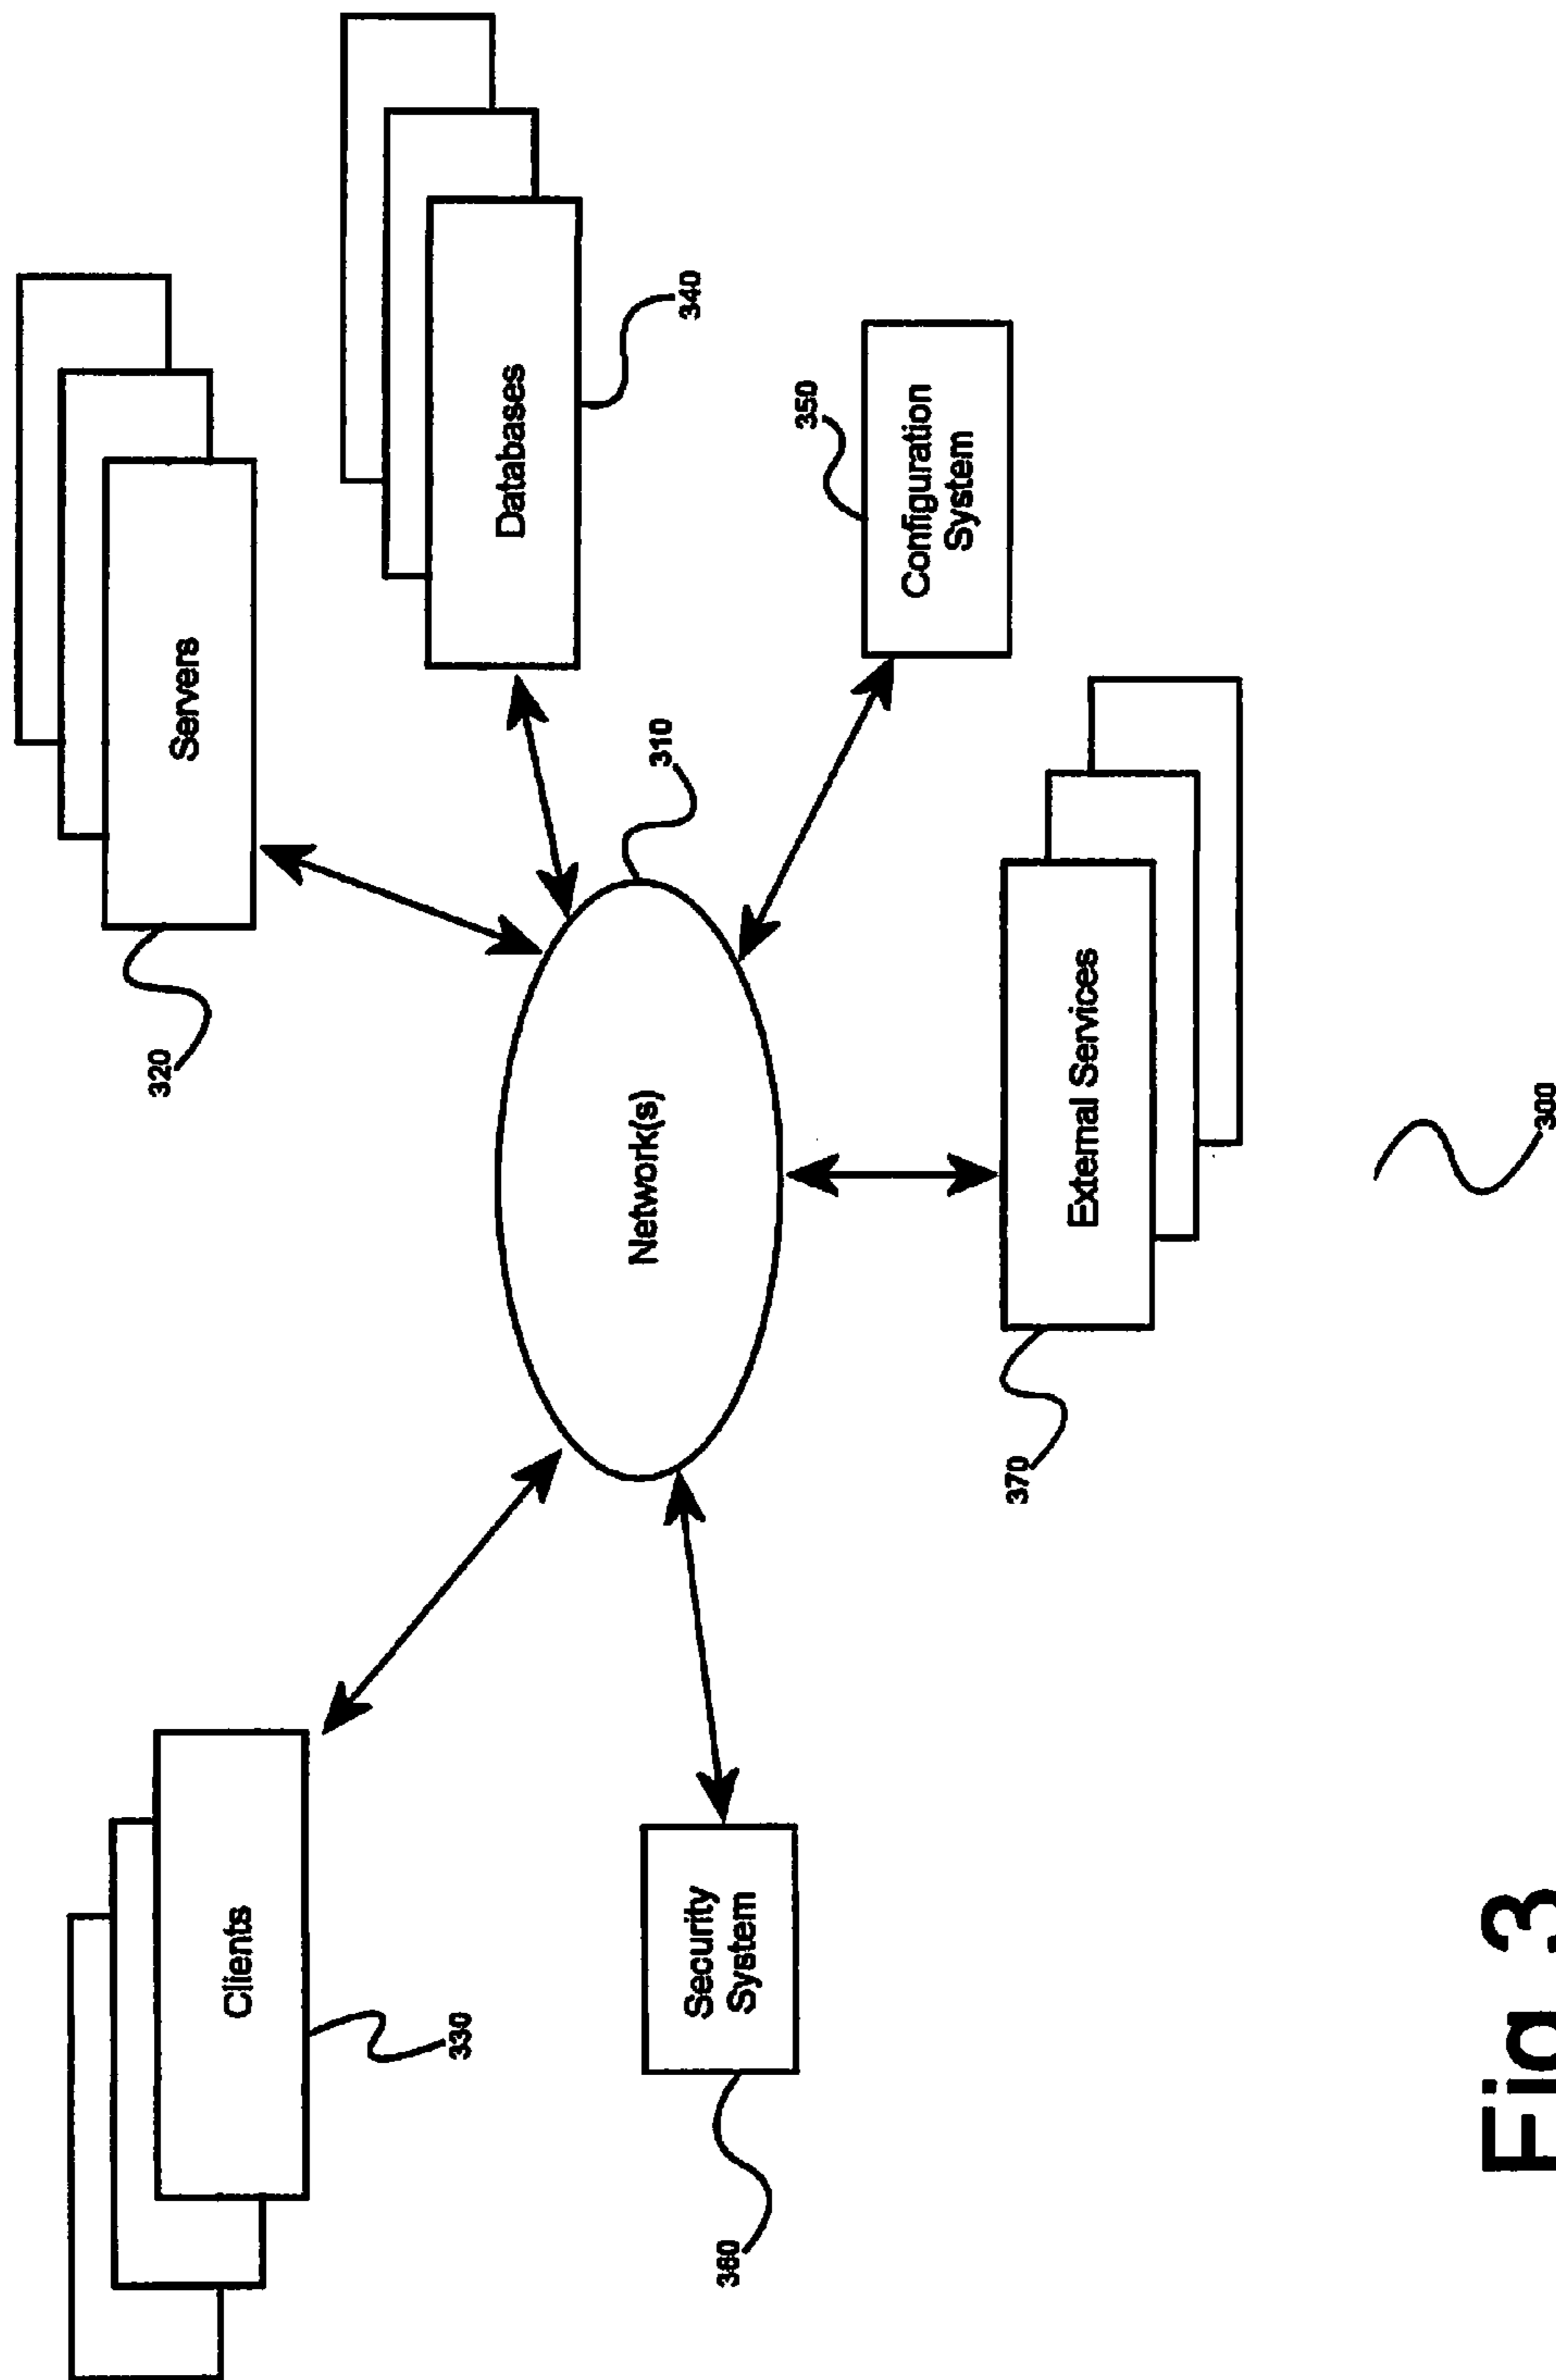 320
Servers
Clients
330
Databases
Network(s)
310
340
Security
System
360
350
Configuration
System
370
External Services
300
Fig 3